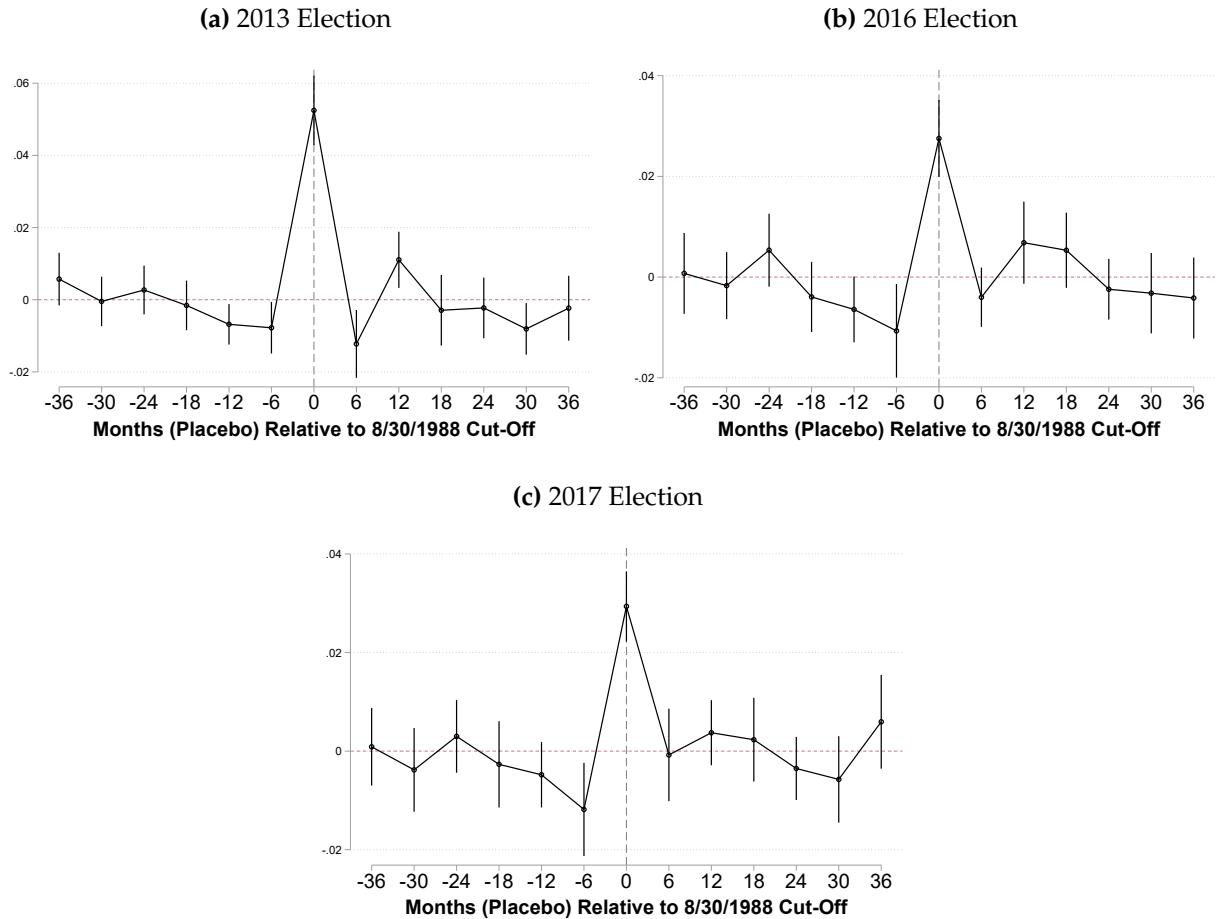 (a) 2013 Election
.06
.04
.02
0
-.02
-36 -30 -24 -18 -12 -6 0 6 12 18 24 30 36
Months (Placebo) Relative to 8/30/1988 Cut-Off
(b) 2016 Election
.04
.02
0
-.02
-36 -30 -24 -18 -12 -6 0 6 12 18 24 30 36
Months (Placebo) Relative to 8/30/1988 Cut-Off
(c) 2017 Election
.04
.02
0
-.02
-36 -30 -24 -18 -12 -6 0 6 12 18 24 30 36
Months (Placebo) Relative to 8/30/1988 Cut-Off